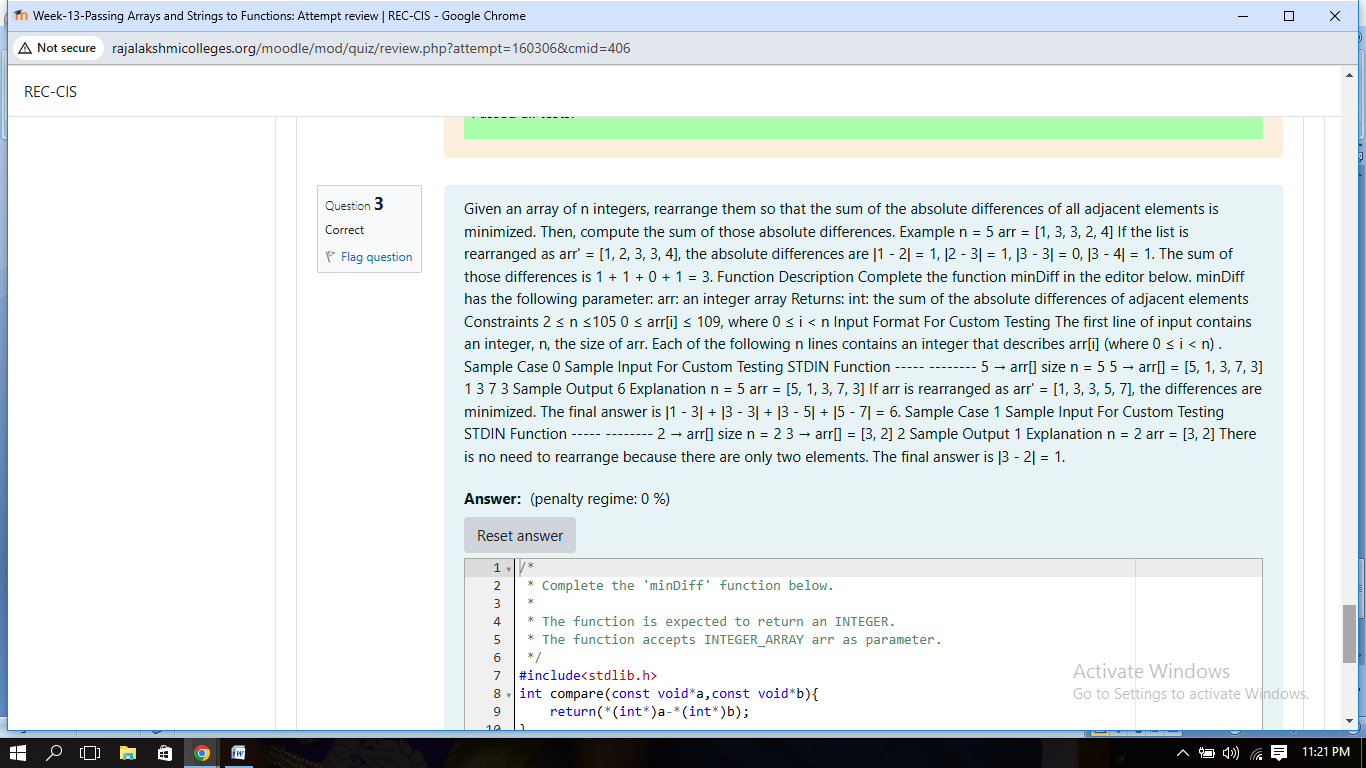 Week-13-Passing Arrays and Strings to Functions: Attempt review | REC-CIS - Google Chrome
Not secure rajalakshmicolleges.org/moodle/mod/quiz/review.php?attempt=160306&cmid=406
REC-CIS
Question 3
Correct
Flag question
Given an array of n integers, rearrange them so that the sum of the absolute differences of all adjacent elements is
minimized. Then, compute the sum of those absolute differences. Example n = 5 arr = [1, 3, 3, 2, 4] If the list is
rearranged as arr' = [1, 2, 3, 3, 4], the absolute differences are |1 - 2| = 1, |2 - 3| = 1, |3 - 3| = 0, |3 - 4| = 1. The sum of
those differences is 1 + 1 + 0 + 1 = 3. Function Description Complete the function minDiff in the editor below. minDiff
has the following parameter: arr: an integer array Returns: int: the sum of the absolute differences of adjacent elements
Constraints 2 ≤ n ≤105 0 ≤ arr[i] ≤ 109, where 0 ≤ i < n Input Format For Custom Testing The first line of input contains
an integer, n, the size of arr. Each of the following n lines contains an integer that describes arr[i] (where 0 ≤ i < n) .
Sample Case 0 Sample Input For Custom Testing STDIN Function ----- -------- 5 → arr[] size n = 5 5 → arr[] = [5, 1, 3, 7, 3]
1 3 7 3 Sample Output 6 Explanation n = 5 arr = [5, 1, 3, 7, 3] If arr is rearranged as arr' = [1, 3, 3, 5, 7], the differences are
minimized. The final answer is |1 - 3| + |3 - 3| + |3 - 5| + |5 - 7| = 6. Sample Case 1 Sample Input For Custom Testing
STDIN Function ----- -------- 2 → arr[] size n = 2 3 → arr[] = [3, 2] 2 Sample Output 1 Explanation n = 2 arr = [3, 2] There
is no need to rearrange because there are only two elements. The final answer is |3 - 2| = 1.
Answer: (penalty regime: 0 %)
Reset answer
1 /*
2 * Complete the 'minDiff' function below.
3 *
4 * The function is expected to return an INTEGER.
5 * The function accepts INTEGER_ARRAY arr as parameter.
6 */
7 #include<stdlib.h>
8 int compare(const void*a,const void*b){
9 return(*(int*)a-*(int*)b);
10 }
Activate Windows
Go to Settings to activate Windows.
11:21 PM